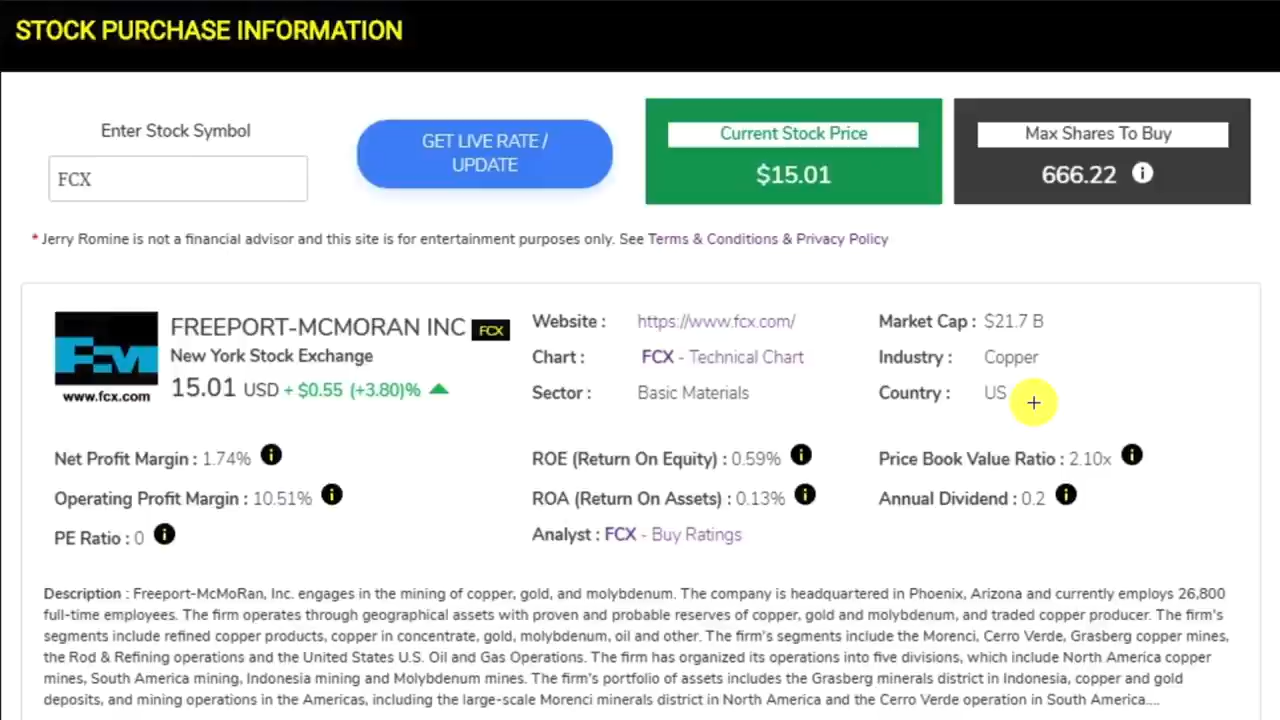 STOCK PURCHASE INFORMATION
Enter Stock Symbol
FCX
GET LIVE RATE /
UPDATE
Current Stock Price
$15.01
Max Shares To Buy
666.22 i
* Jerry Romine is not a financial advisor and this site is for entertainment purposes only. See Terms & Conditions & Privacy Policy
FCX
www.fcx.com
FREEPORT-MCMORAN INC FCX
New York Stock Exchange
15.01 USD + $0.55 (+3.80)%
Website : https://www.fcx.com/
Chart : FCX - Technical Chart
Sector : Basic Materials
Market Cap : $21.7 B
Industry : Copper
Country : US
Net Profit Margin : 1.74% i
Operating Profit Margin : 10.51% i
PE Ratio : 0 i
ROE (Return On Equity) : 0.59% i
ROA (Return On Assets) : 0.13% i
Analyst : FCX - Buy Ratings
Price Book Value Ratio : 2.10x i
Annual Dividend : 0.2 i
Description : Freeport-McMoRan, Inc. engages in the mining of copper, gold, and molybdenum. The company is headquartered in Phoenix, Arizona and currently employs 26,800
full-time employees. The firm operates through geographical assets with proven and probable reserves of copper, gold and molybdenum, and traded copper producer. The firm's
segments include refined copper products, copper in concentrate, gold, molybdenum, oil and other. The firm's segments include the Morenci, Cerro Verde, Grasberg copper mines,
the Rod & Refining operations and the United States U.S. Oil and Gas Operations. The firm has organized its operations into five divisions, which include North America copper
mines, South America mining, Indonesia mining and Molybdenum mines. The firm's portfolio of assets includes the Grasberg minerals district in Indonesia, copper and gold
deposits, and mining operations in the Americas, including the large-scale Morenci minerals district in North America and the Cerro Verde operation in South America....